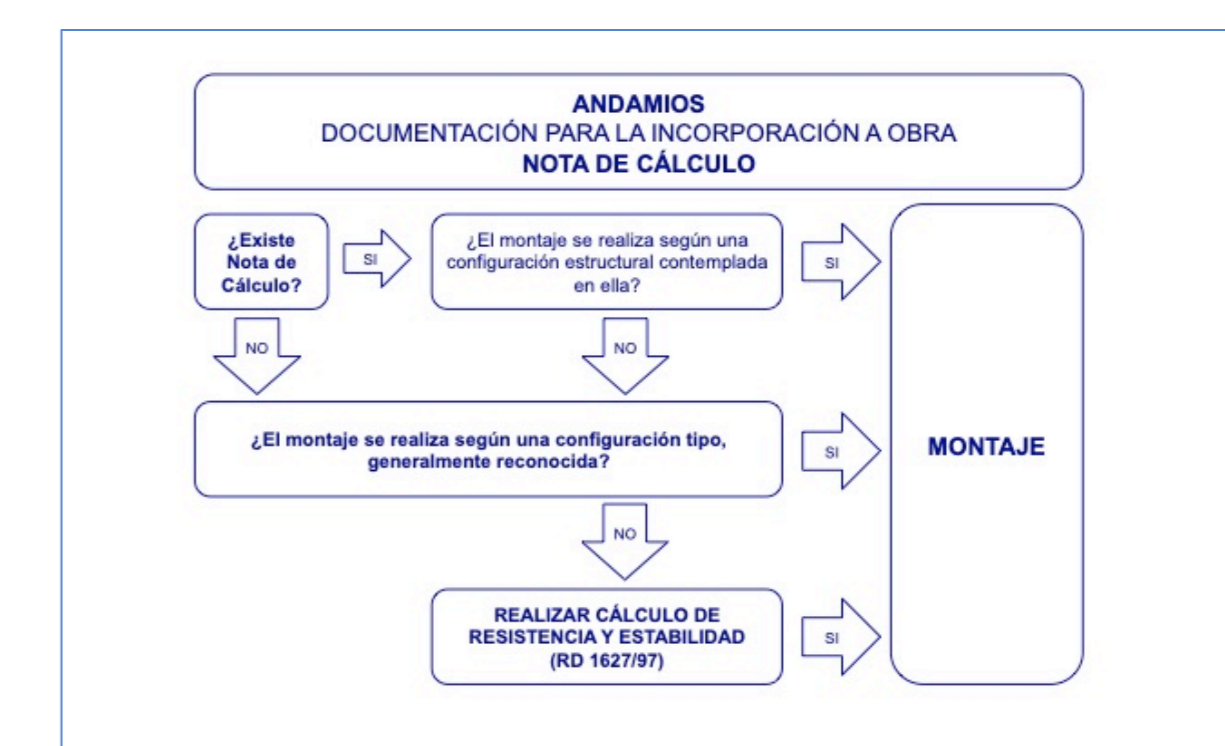 ANDAMIOS
DOCUMENTACIÓN PARA LA INCORPORACIÓN A OBRA
NOTA DE CÁLCULO
¿Existe
Nota de
Cálculo?
SI
¿El montaje se realiza según una
configuración estructural contemplada
en ella?
SI
NO
NO
¿El montaje se realiza según una configuración tipo,
generalmente reconocida?
SI
MONTAJE
NO
REALIZAR CÁLCULO DE
RESISTENCIA Y ESTABILIDAD
(RD 1627/97)
SI